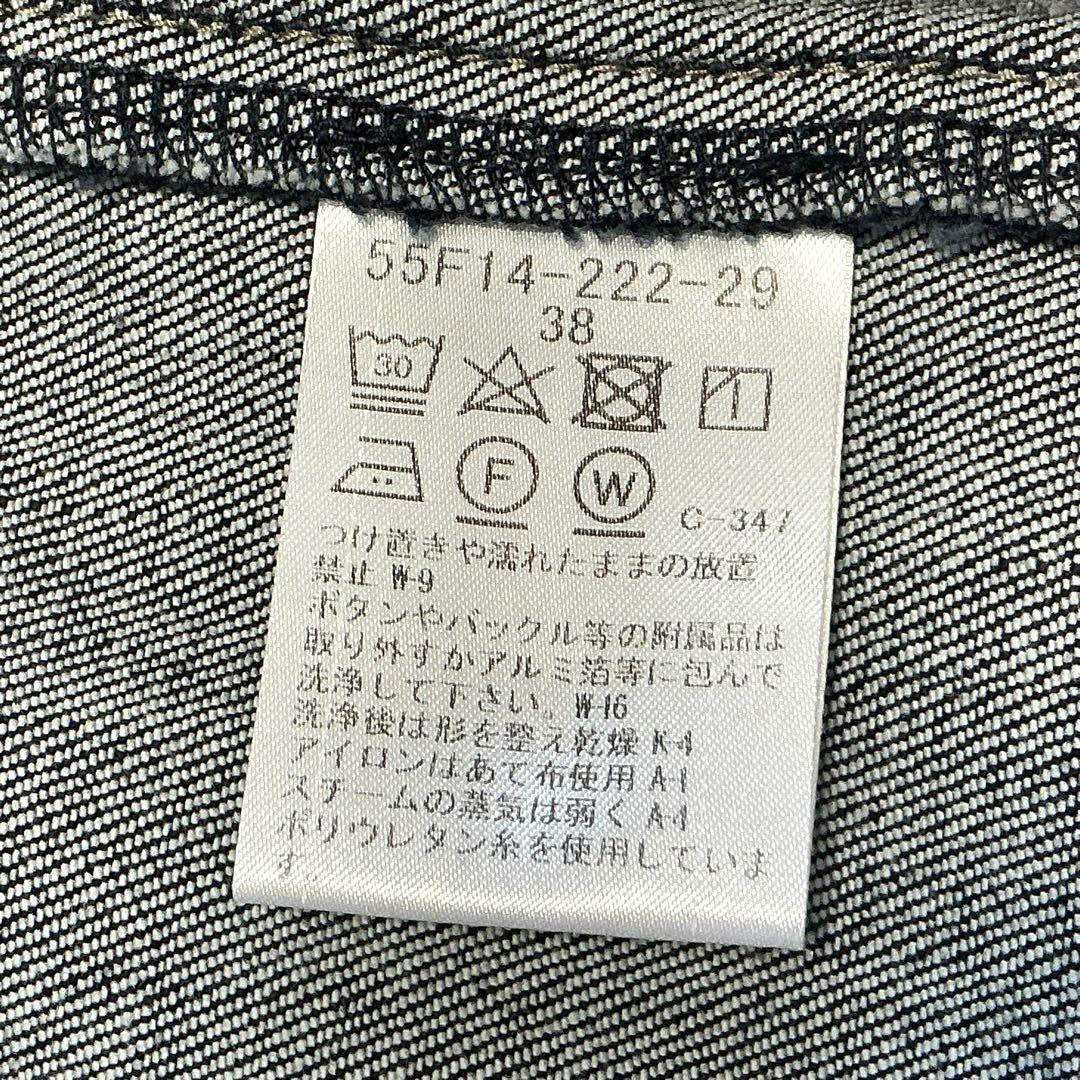 55F14-222-29
38
30
F W C-347
つけ置きや濡れたままの放置
禁止 W-9
ボタンやバックル等の附属品は
取り外すかアルミ箔等に包んで
洗浄して下さい。W-16
洗浄後は形を整え乾燥 K-4
アイロンはあて布使用 A-1
スチームの蒸気は弱く A-4
ポリウレタン糸を使用していま
す。